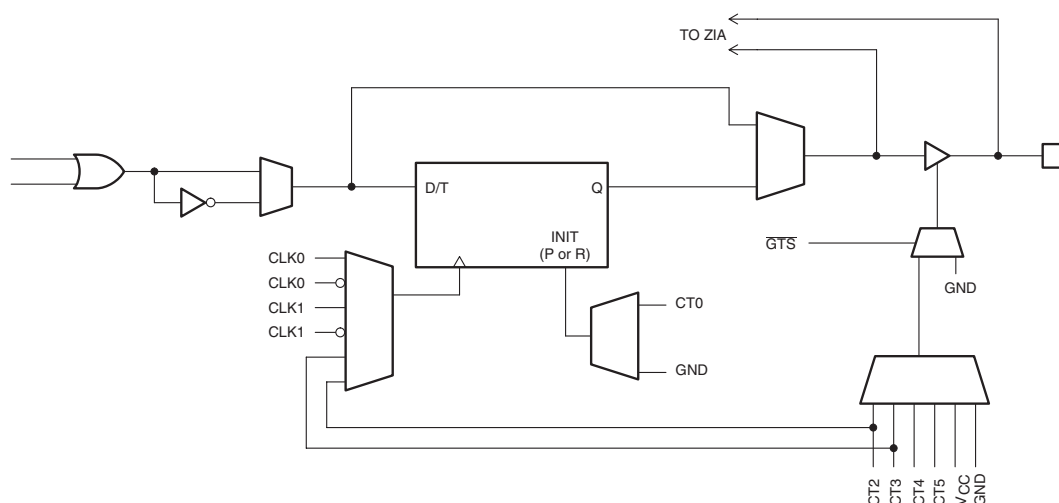 TO ZIA
D/T
Q
INIT
(P or R)
GTS
CLK0
CLK0
CLK1
CLK1
CT0
GND
GND
CT2
CT3
CT4
CT5
VCC
GND